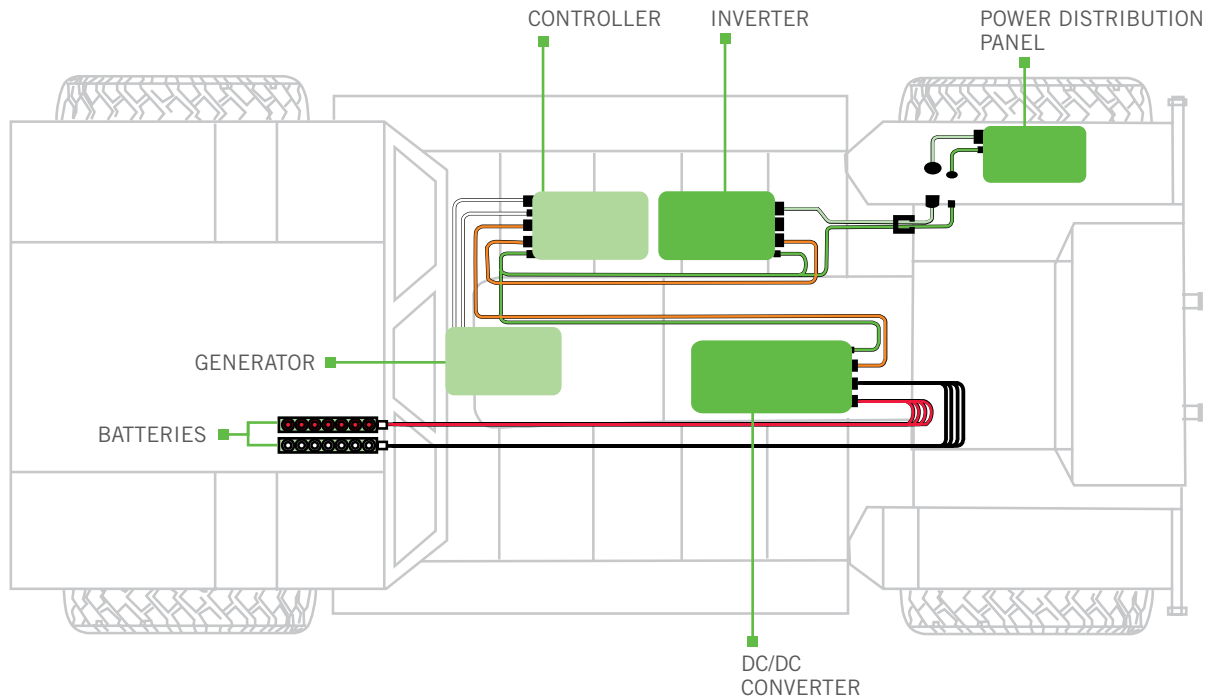 CONTROLLER
INVERTER
POWER DISTRIBUTION
PANEL
GENERATOR
BATTERIES
DC/DC
CONVERTER